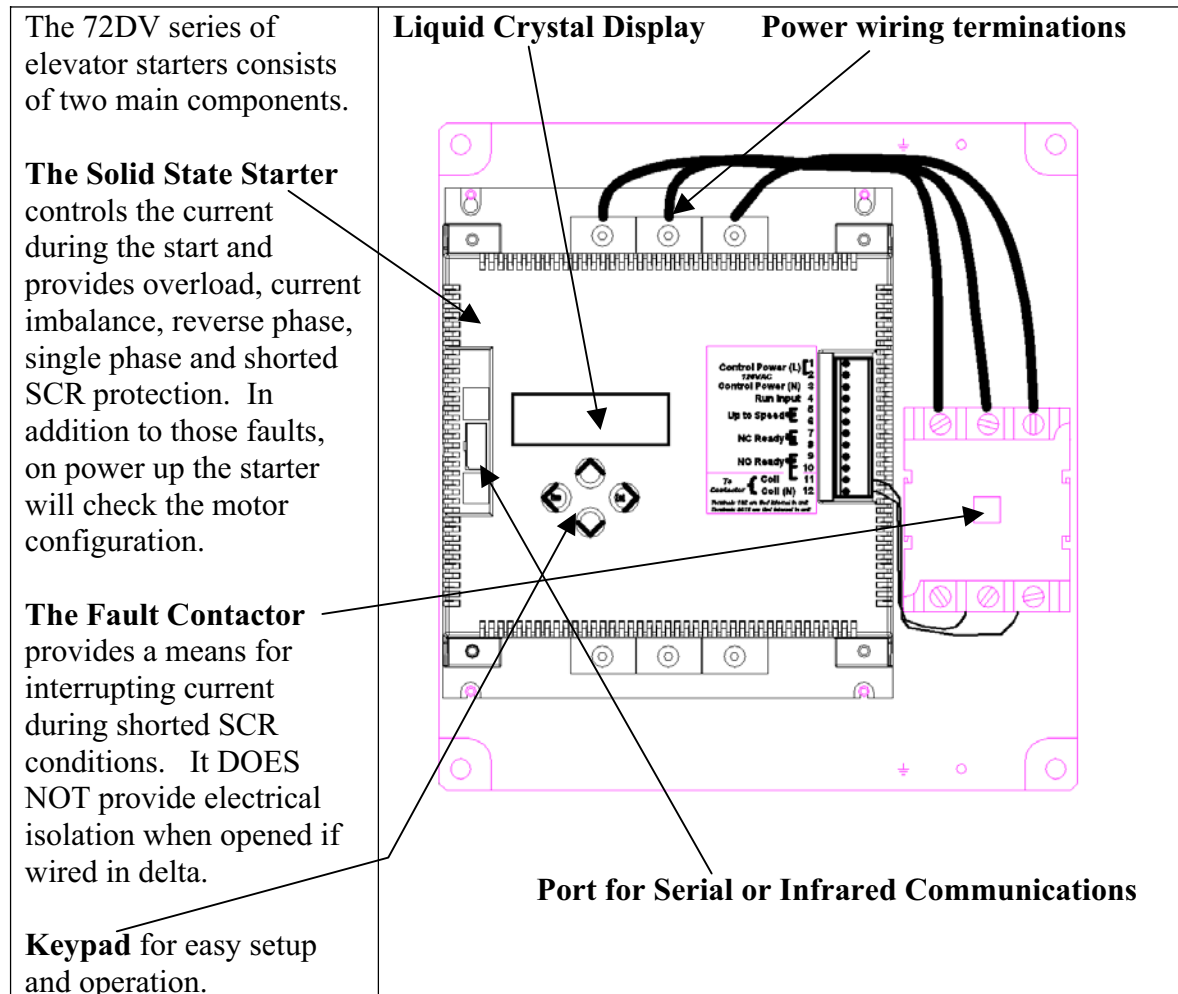 The 72DV series of
elevator starters consists
of two main components.
The Solid State Starter
controls the current
during the start and
provides overload, current
imbalance, reverse phase,
single phase and shorted
SCR protection.  In
addition to those faults,
on power up the starter
will check the motor
configuration.
The Fault Contactor
provides a means for
interrupting current
during shorted SCR
conditions.   It DOES
NOT provide electrical
isolation when opened if
wired in delta.
Keypad for easy setup
and operation.
Liquid Crystal Display
Power wiring terminations
Control Power (L) 1
120VAC 2
Control Power (N) 3
Run Input 4
Up to Speed 5
6
NC Ready 7
8
NO Ready 9
10
To Contactor
Coil 11
Coil (N) 12
Port for Serial or Infrared Communications